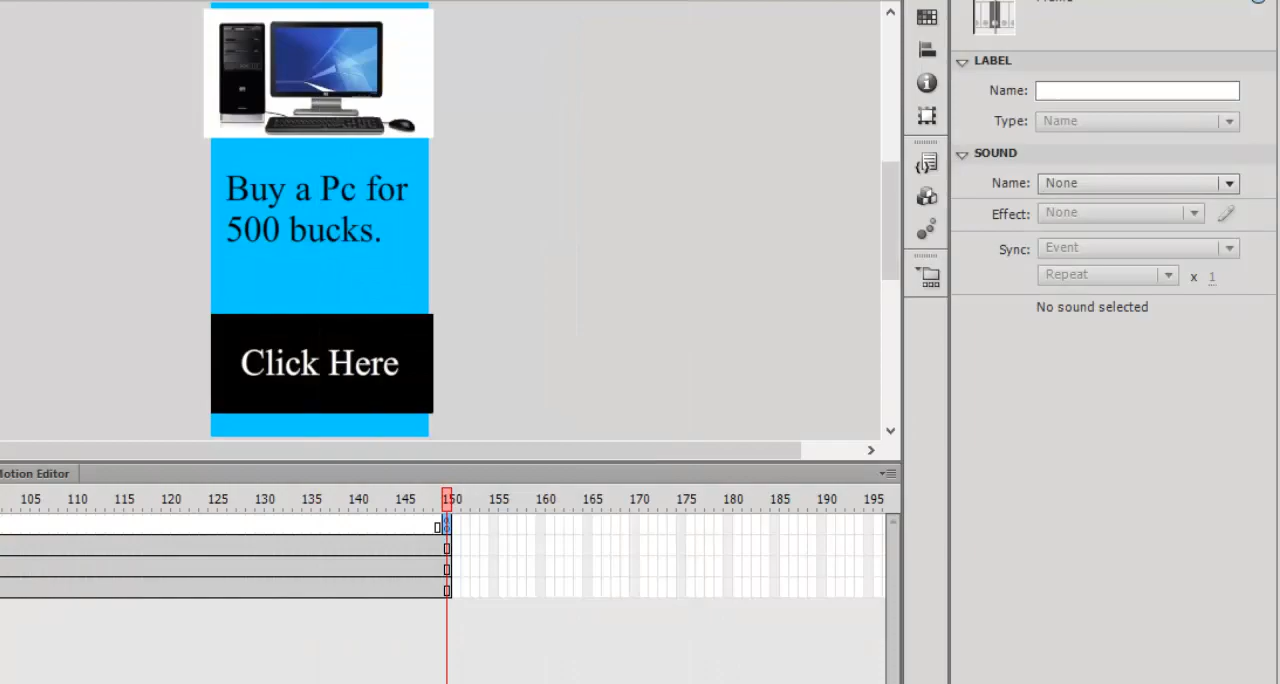 Buy a Pc for
500 bucks.
Click Here
LABEL
Name:
Type: Name
SOUND
Name: None
Effect: None
Sync: Event
Repeat x 1
No sound selected
Motion Editor
105 110 115 120 125 130 135 140 145 150 155 160 165 170 175 180 185 190 195